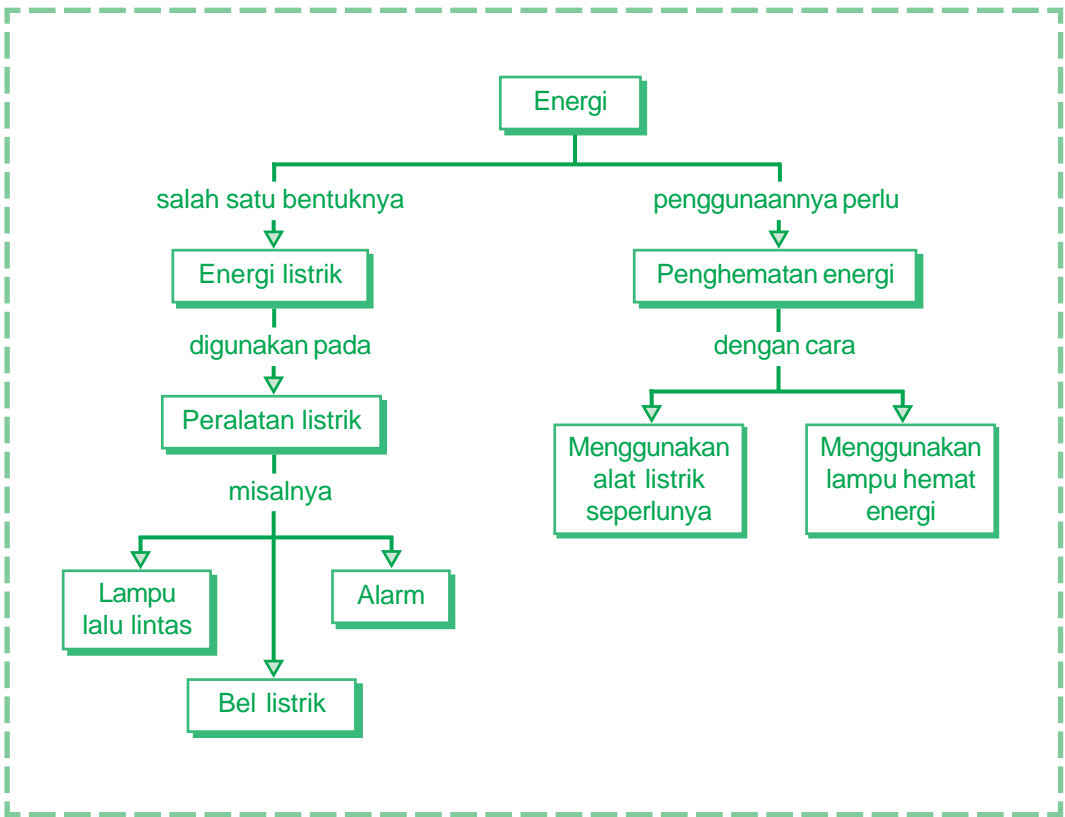 Energi
salah satu bentuknya
penggunaannya perlu
Energi listrik
Penghematan energi
digunakan pada
dengan cara
Peralatan listrik
Menggunakan
alat listrik
seperlunya
Menggunakan
lampu hemat
energi
misalnya
Lampu
lalu lintas
Alarm
Bel listrik